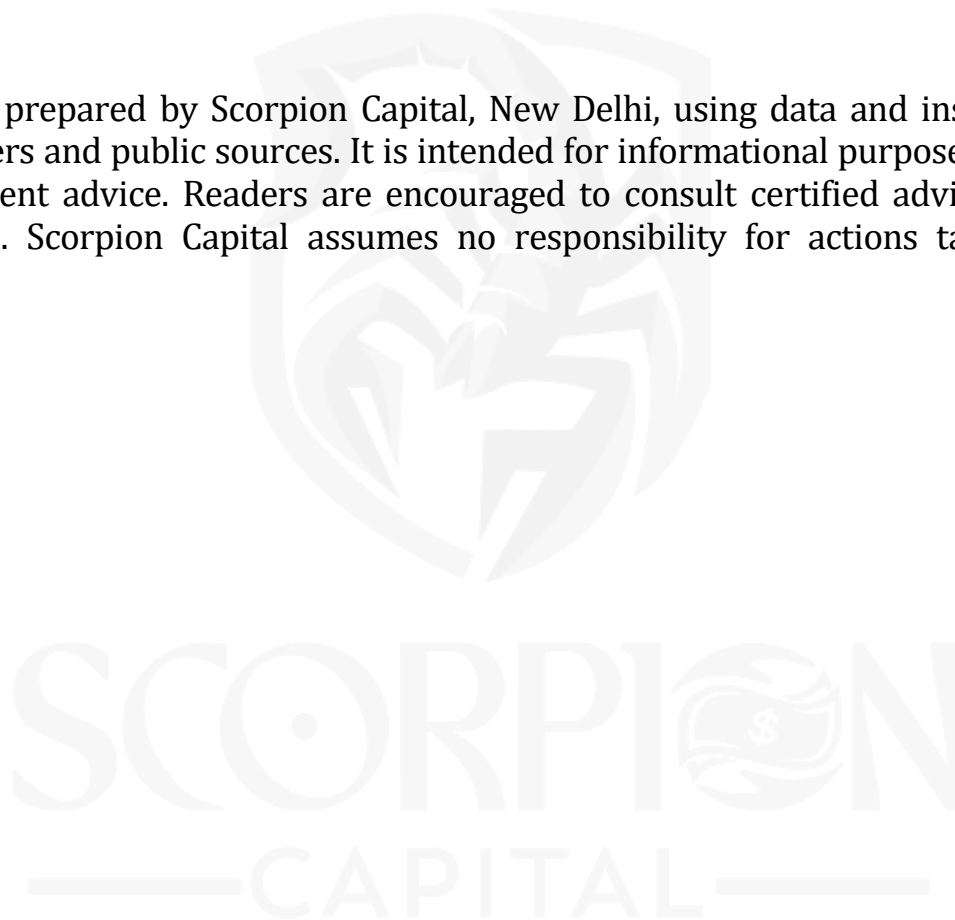 prepared by Scorpion Capital, New Delhi, using data and ins
ers and public sources. It is intended for informational purpose
ent advice. Readers are encouraged to consult certified advi
. Scorpion Capital assumes no responsibility for actions ta
SCORPION
CAPITAL